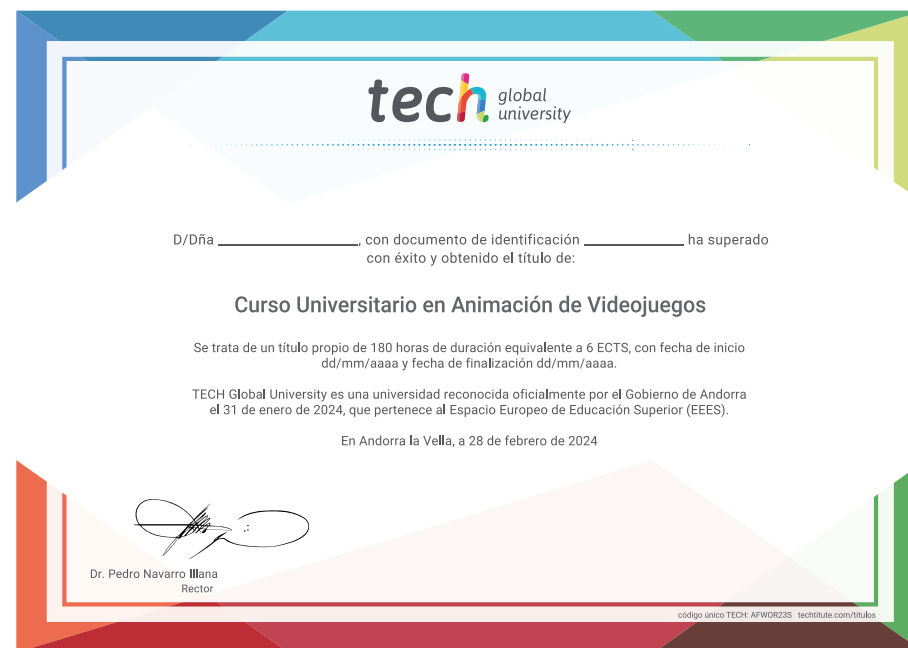 tech global university
D/Dña ____________________, con documento de identificación ______________ ha superado
con éxito y obtenido el título de:
Curso Universitario en Animación de Videojuegos
Se trata de un título propio de 180 horas de duración equivalente a 6 ECTS, con fecha de inicio
dd/mm/aaaa y fecha de finalización dd/mm/aaaa.
TECH Global University es una universidad reconocida oficialmente por el Gobierno de Andorra
el 31 de enero de 2024, que pertenece al Espacio Europeo de Educación Superior (EEES).
En Andorra la Vella, a 28 de febrero de 2024
Dr. Pedro Navarro Illana
Rector
código único TECH: AFWOR23S techtitute.com/titulos